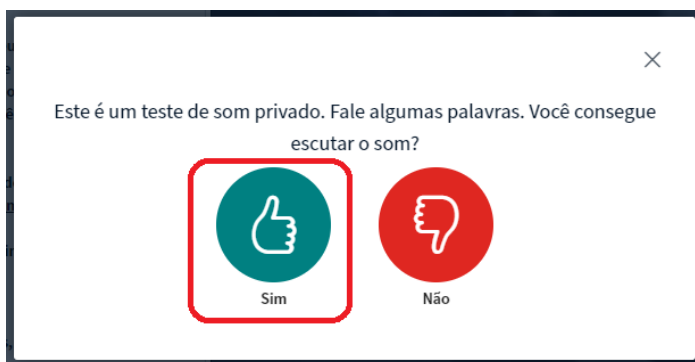 Este é um teste de som privado. Fale algumas palavras. Você consegue
escutar o som?
Sim
Não